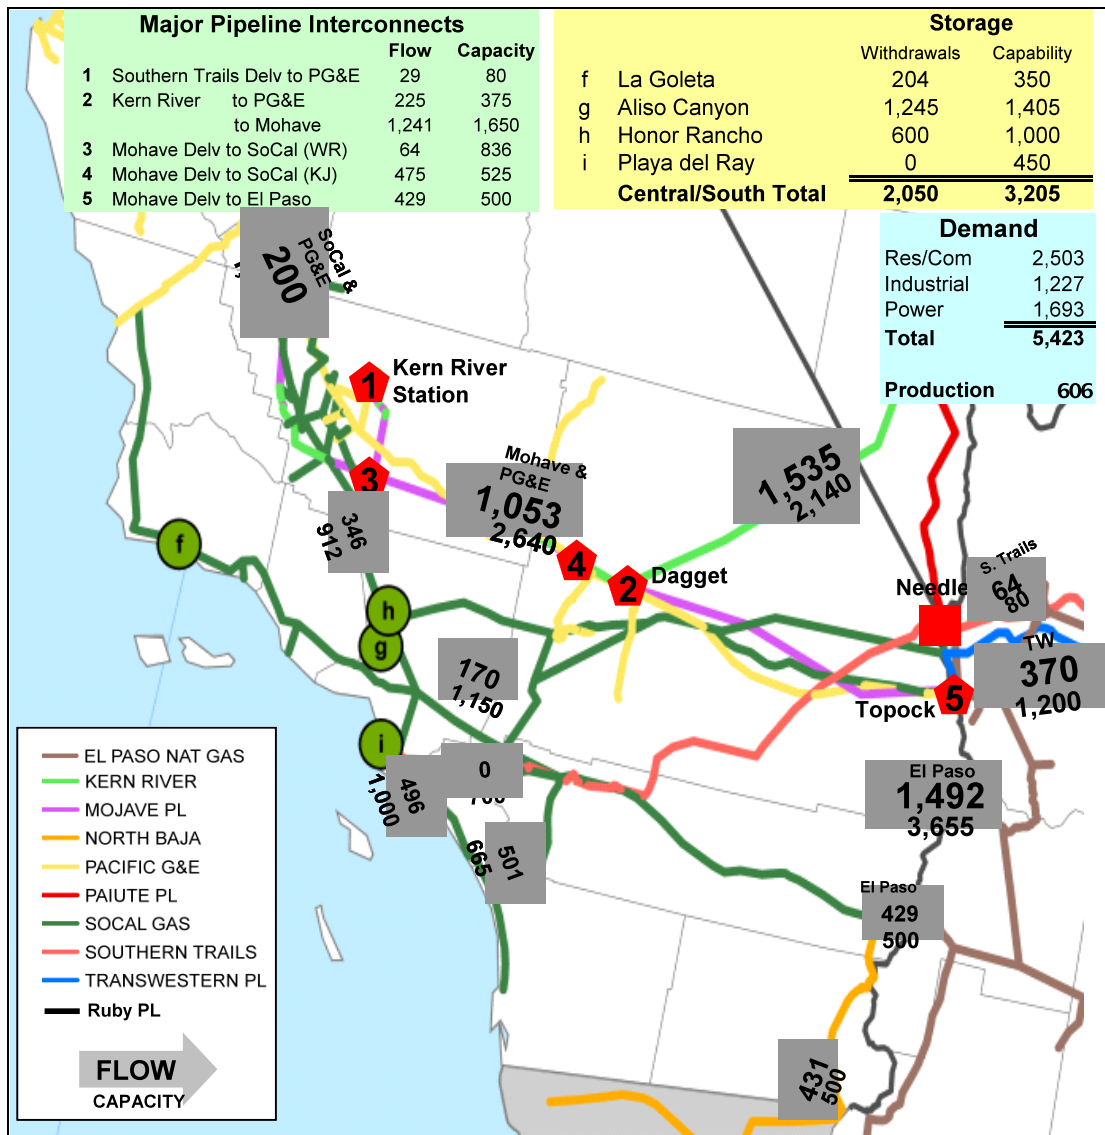 Major Pipeline Interconnects
Flow Capacity
1 Southern Trails Delv to PG&E 29 80
2 Kern River to PG&E 225 375
to Mohave 1,241 1,650
3 Mohave Delv to SoCal (WR) 64 836
4 Mohave Delv to SoCal (KJ) 475 525
5 Mohave Delv to El Paso 429 500
Storage
Withdrawals Capability
f La Goleta 204 350
g Aliso Canyon 1,245 1,405
h Honor Rancho 600 1,000
i Playa del Ray 0 450
Central/South Total 2,050 3,205
Demand
Res/Com 2,503
Industrial 1,227
Power 1,693
Total 5,423
Production 606
SoCal &
PG&E
200
1
Kern River
Station
3
Mohave &
PG&E
1,053
2,640
1,535
2,140
346
912
4
2
Dagget
f
h
g
i
Needle
S. Trails
64
80
TW
370
1,200
5
Topock
170
1,150
0
496
1,000
501
665
El Paso
1,492
3,655
El Paso
429
500
431
500
EL PASO NAT GAS
KERN RIVER
MOJAVE PL
NORTH BAJA
PACIFIC G&E
PAIUTE PL
SOCAL GAS
SOUTHERN TRAILS
TRANSWESTERN PL
Ruby PL
FLOW
CAPACITY